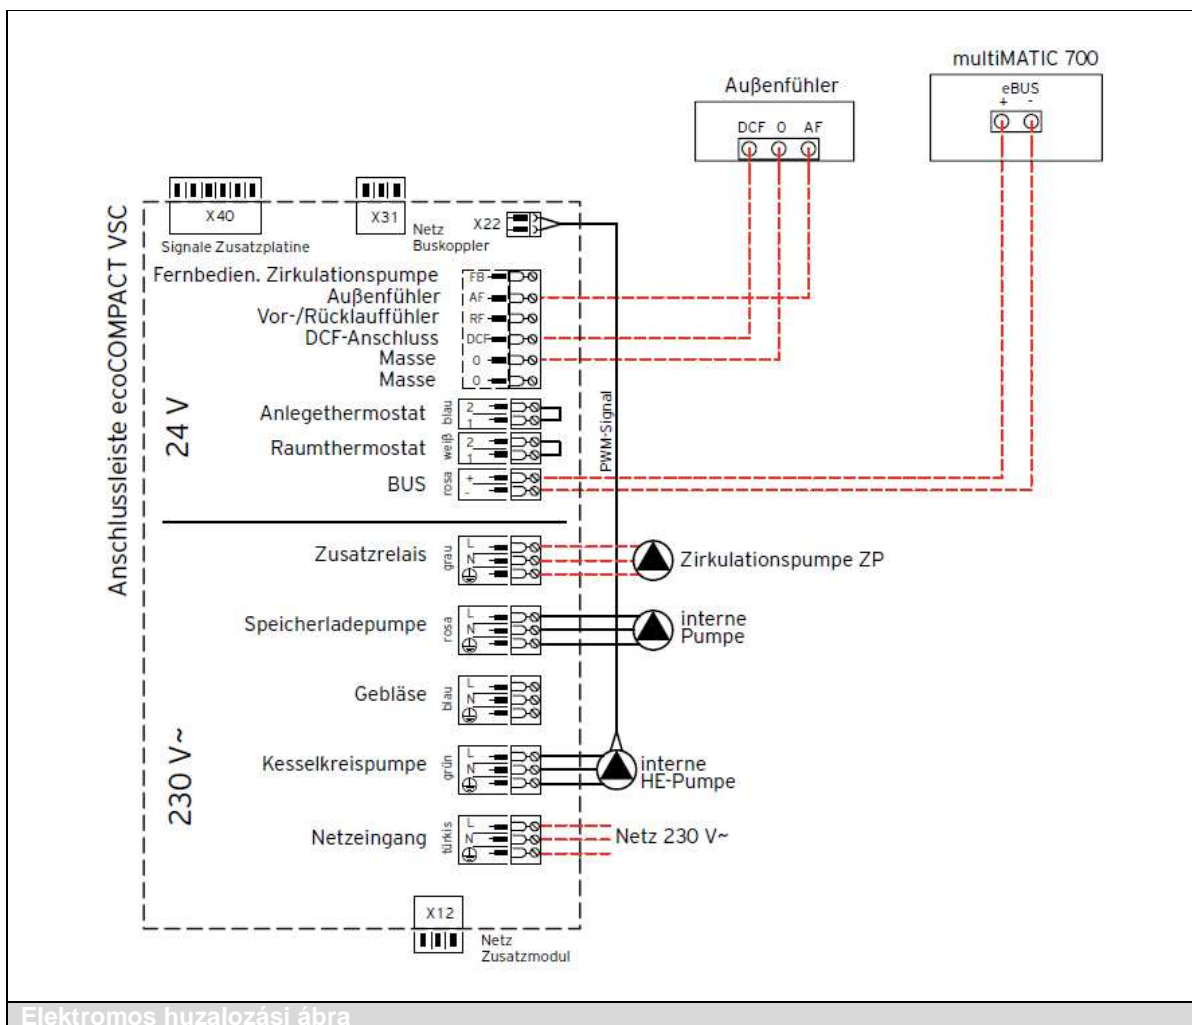 multiMATIC 700
eBUS
+ -
Außenfühler
DCF O AF
Anschlussleiste ecoCOMPACT VSC
X40
Signale Zusatzplatine
X31
Netz
Buskoppler
X22
Fernbedien. Zirkulationspumpe FB
Außenfühler AF
Vor-/Rücklauffühler RF
DCF-Anschluss DCF
Masse 0
Masse 0
24 V
Anlegethermostat blau 2 1
Raumthermostat weiß 2 1
BUS rosa + -
PWM-Signal
Zusatzrelais grau L N
Zirkulationspumpe ZP
Speicherladepumpe rosa L N
interne
Pumpe
Gebläse blau L N
230 V~
Kesselkreispumpe grün L N
interne
HE-Pumpe
Netzeingang türkis L N
Netz 230 V~
X12
Netz
Zusatzmodul
Elektromos huzalozási ábra